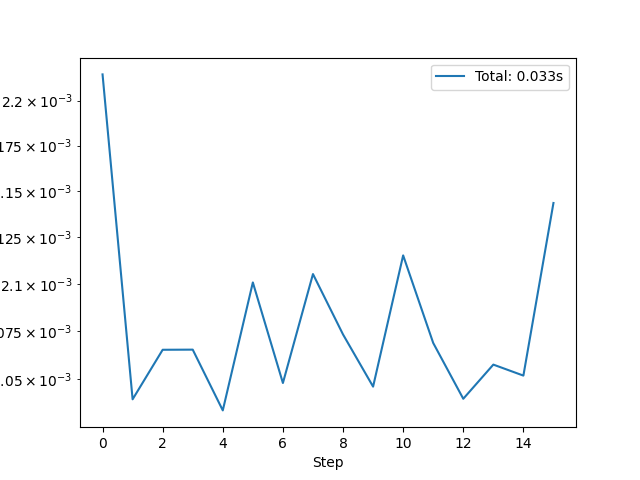 Total: 0.033s
2.2 × 10⁻³
175 × 10⁻³
.15 × 10⁻³
125 × 10⁻³
2.1 × 10⁻³
075 × 10⁻³
.05 × 10⁻³
0 2 4 6 8 10 12 14
Step